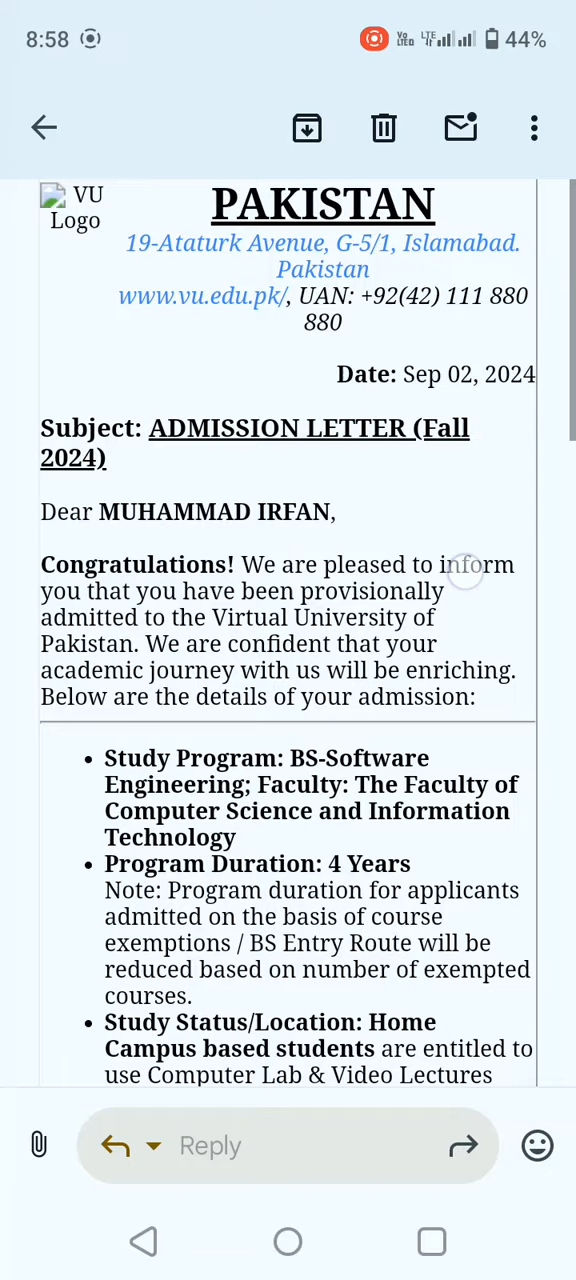 8:58
Vo LTE
LTE
44%
VU
Logo
PAKISTAN
19-Ataturk Avenue, G-5/1, Islamabad.
Pakistan
www.vu.edu.pk/, UAN: +92(42) 111 880
880
Date: Sep 02, 2024
Subject: ADMISSION LETTER (Fall
2024)
Dear MUHAMMAD IRFAN,
Congratulations! We are pleased to inform
you that you have been provisionally
admitted to the Virtual University of
Pakistan. We are confident that your
academic journey with us will be enriching.
Below are the details of your admission:
• Study Program: BS-Software
Engineering; Faculty: The Faculty of
Computer Science and Information
Technology
• Program Duration: 4 Years
Note: Program duration for applicants
admitted on the basis of course
exemptions / BS Entry Route will be
reduced based on number of exempted
courses.
• Study Status/Location: Home
Campus based students are entitled to
use Computer Lab & Video Lectures
Reply